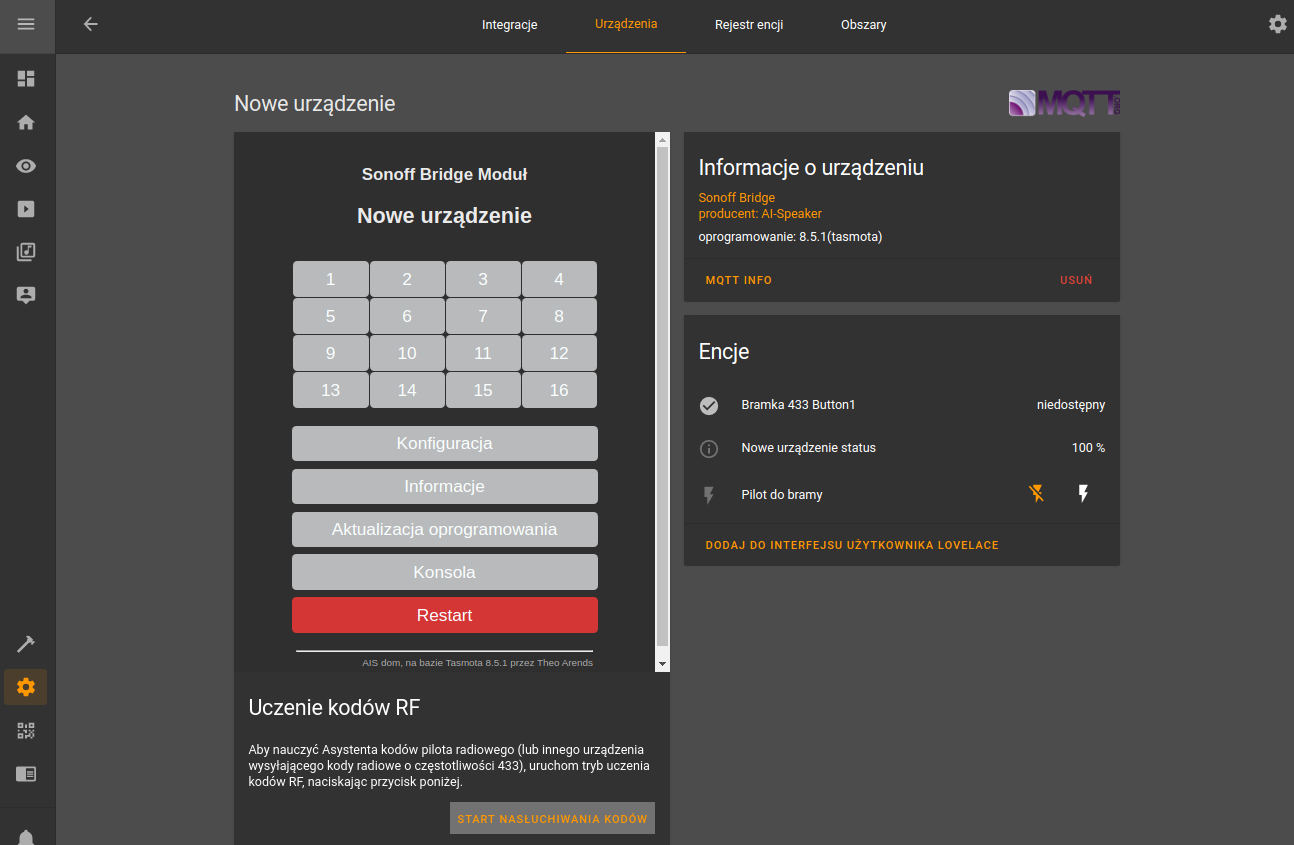 Integracje
Urządzenia
Rejestr encji
Obszary
Nowe urządzenie
MQTT
.ORG
Sonoff Bridge Moduł
Nowe urządzenie
1 2 3 4
5 6 7 8
9 10 11 12
13 14 15 16
Konfiguracja
Informacje
Aktualizacja oprogramowania
Konsola
Restart
AIS dom, na bazie Tasmota 8.5.1 przez Theo Arends
Uczenie kodów RF
Aby nauczyć Asystenta kodów pilota radiowego (lub innego urządzenia
wysyłającego kody radiowe o częstotliwości 433), uruchom tryb uczenia
kodów RF, naciskając przycisk poniżej.
START NASŁUCHIWANIA KODÓW
Informacje o urządzeniu
Sonoff Bridge
producent: AI-Speaker
oprogramowanie: 8.5.1(tasmota)
MQTT INFO
USUŃ
Encje
Bramka 433 Button1 niedostępny
Nowe urządzenie status 100 %
Pilot do bramy
DODAJ DO INTERFEJSU UŻYTKOWNIKA LOVELACE